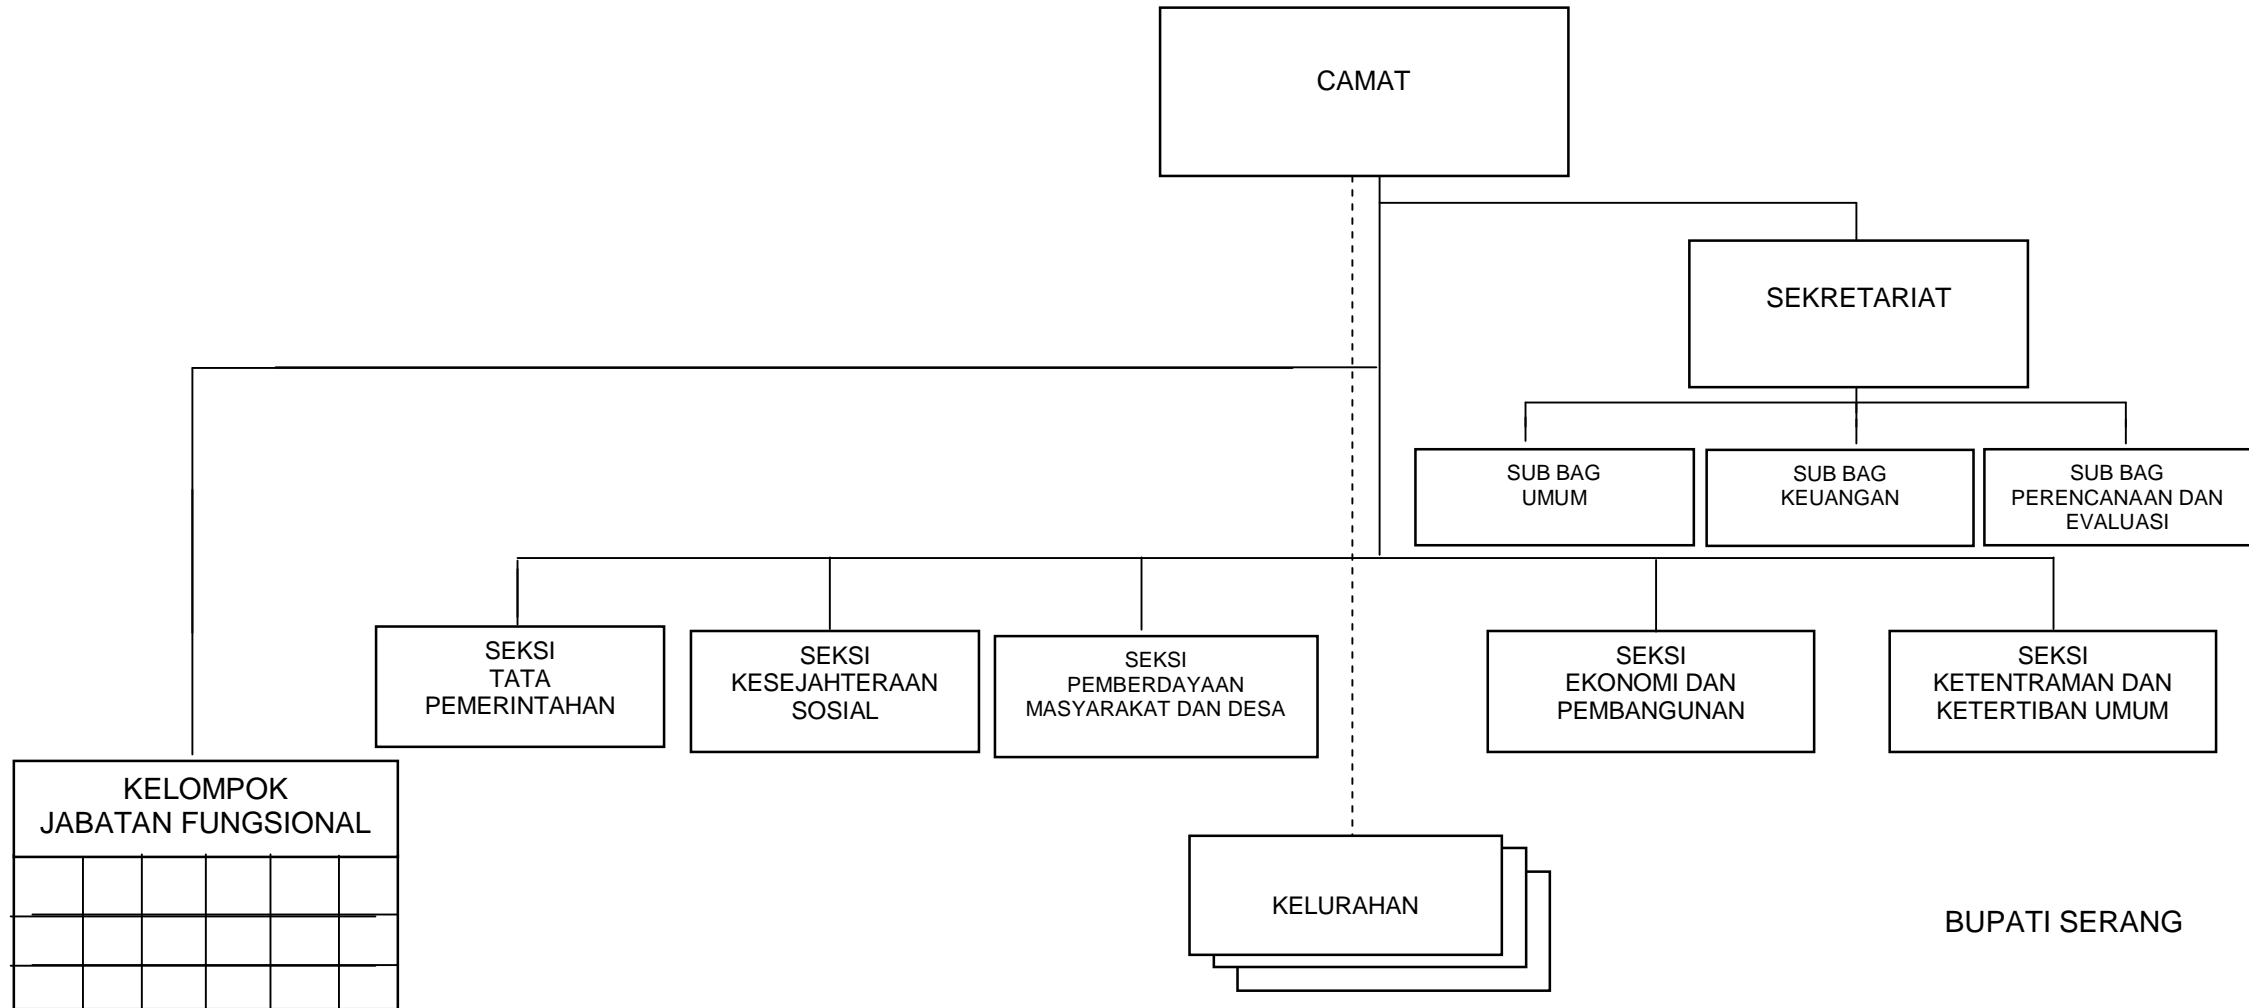 CAMAT
SEKRETARIAT
SUB BAG
UMUM
SUB BAG
KEUANGAN
SUB BAG
PERENCANAAN DAN
EVALUASI
SEKSI
TATA
PEMERINTAHAN
SEKSI
KESEJAHTERAAN
SOSIAL
SEKSI
PEMBERDAYAAN
MASYARAKAT DAN DESA
SEKSI
EKONOMI DAN
PEMBANGUNAN
SEKSI
KETENTRAMAN DAN
KETERTIBAN UMUM
KELOMPOK
JABATAN FUNGSIONAL
KELURAHAN
BUPATI SERANG